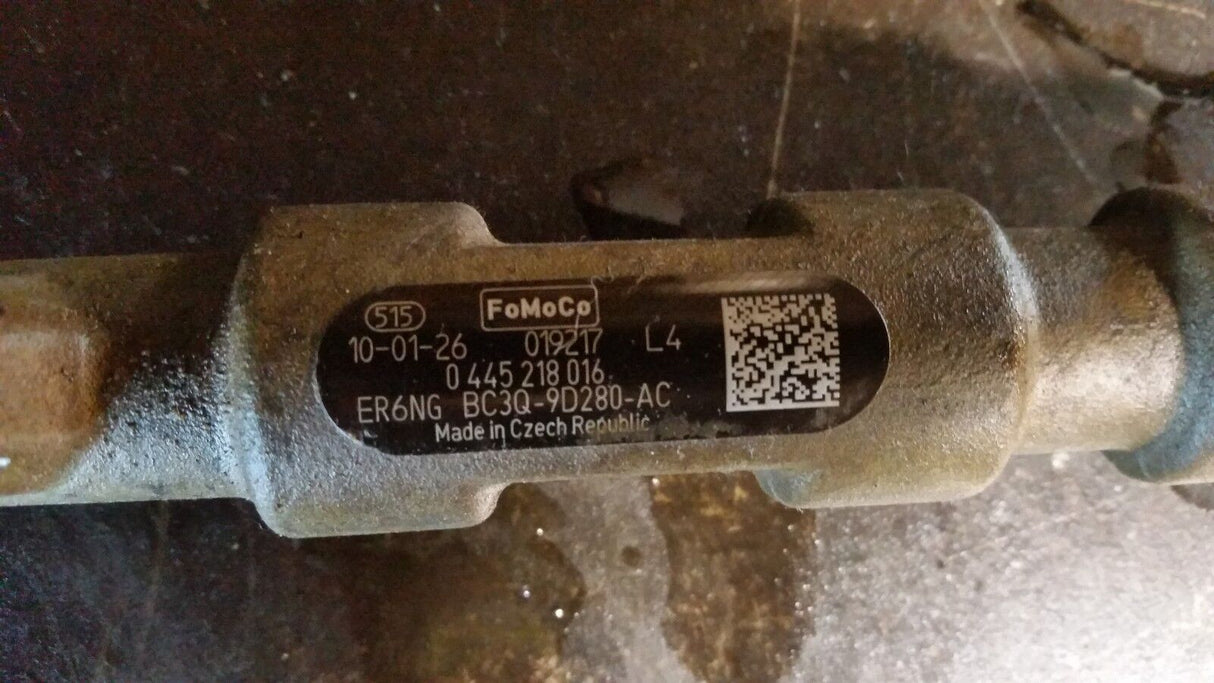 515 FoMoCo
10-01-26 019217 L4
0 445 218 016
ER6NG BC3Q-9D280-AC
Made in Czech Republic